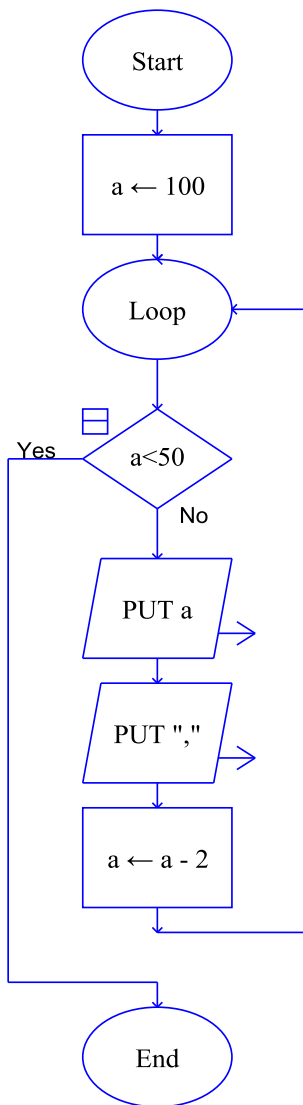 Start
a ← 100
Loop
a<50
Yes
No
PUT a
PUT ","
a ← a - 2
End